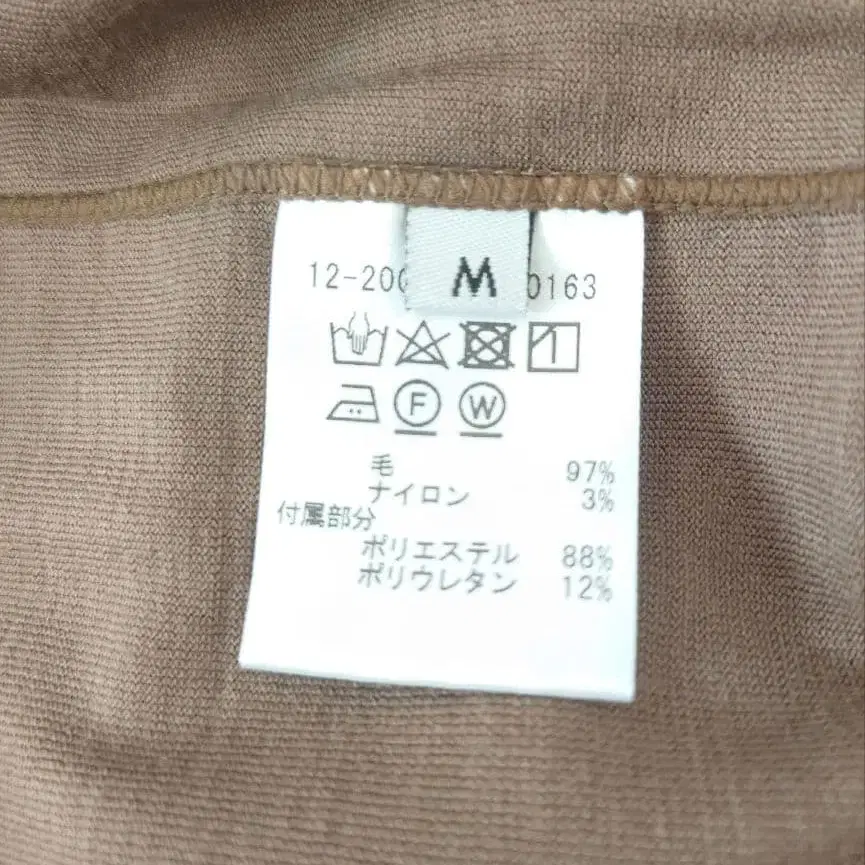 12-200 M 0163
F W
毛 97%
ナイロン 3%
付属部分
ポリエステル 88%
ポリウレタン 12%